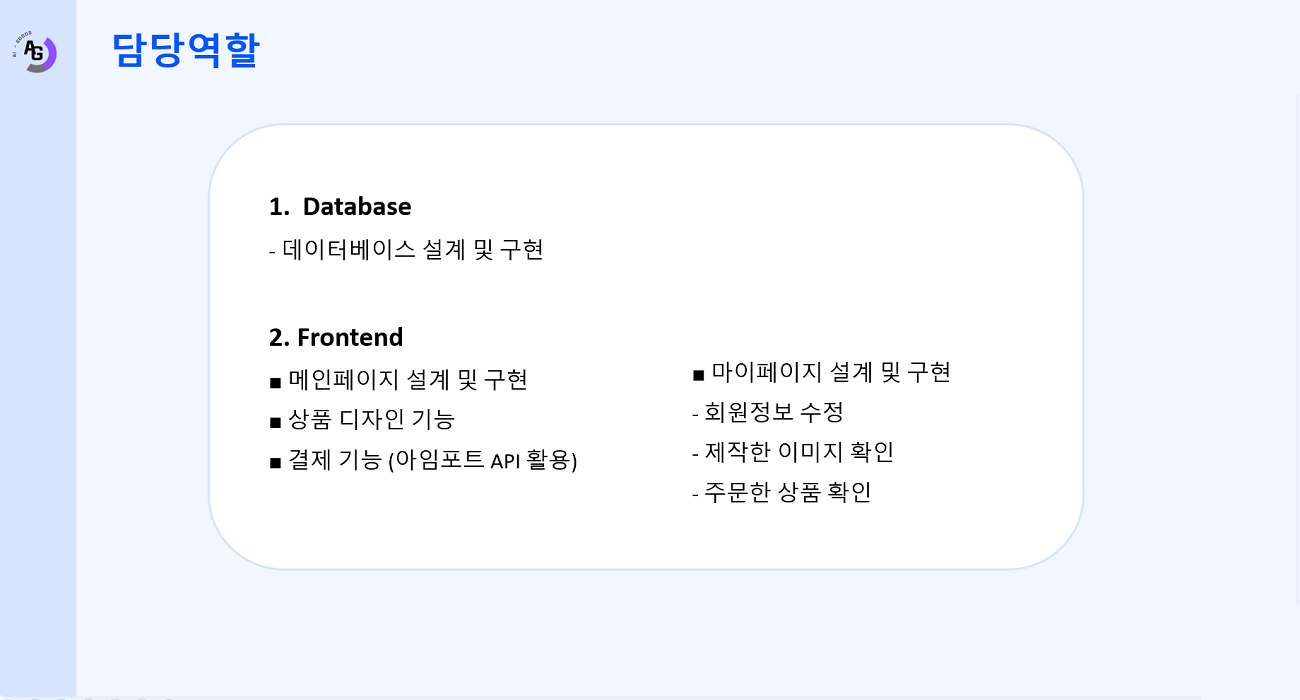 AI - GOODS
AG
담당역할
1. Database
- 데이터베이스 설계 및 구현
2. Frontend
■ 메인페이지 설계 및 구현
■ 상품 디자인 기능
■ 결제 기능 (아임포트 API 활용)
■ 마이페이지 설계 및 구현
- 회원정보 수정
- 제작한 이미지 확인
- 주문한 상품 확인